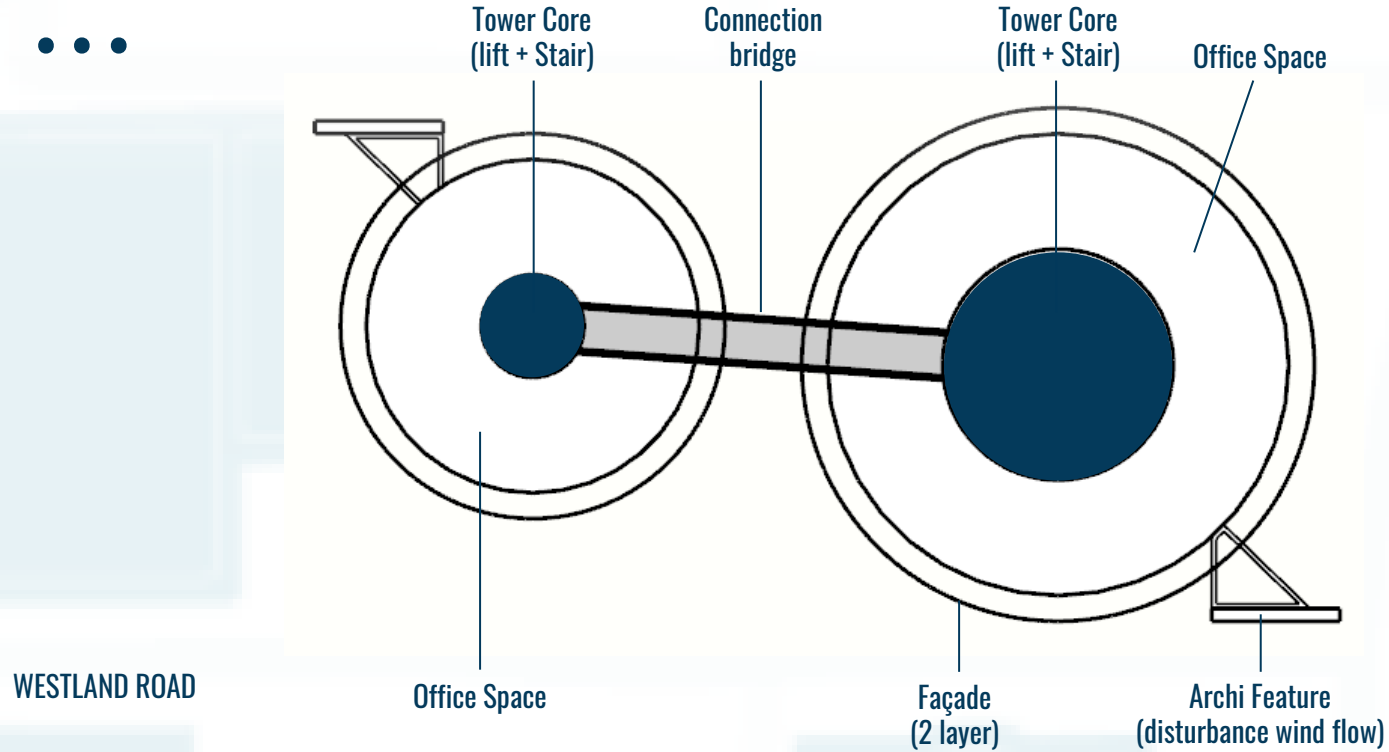 Tower Core
(lift + Stair)
Connection
bridge
Tower Core
(lift + Stair)
Office Space
WESTLAND ROAD
Office Space
Façade
(2 layer)
Archi Feature
(disturbance wind flow)